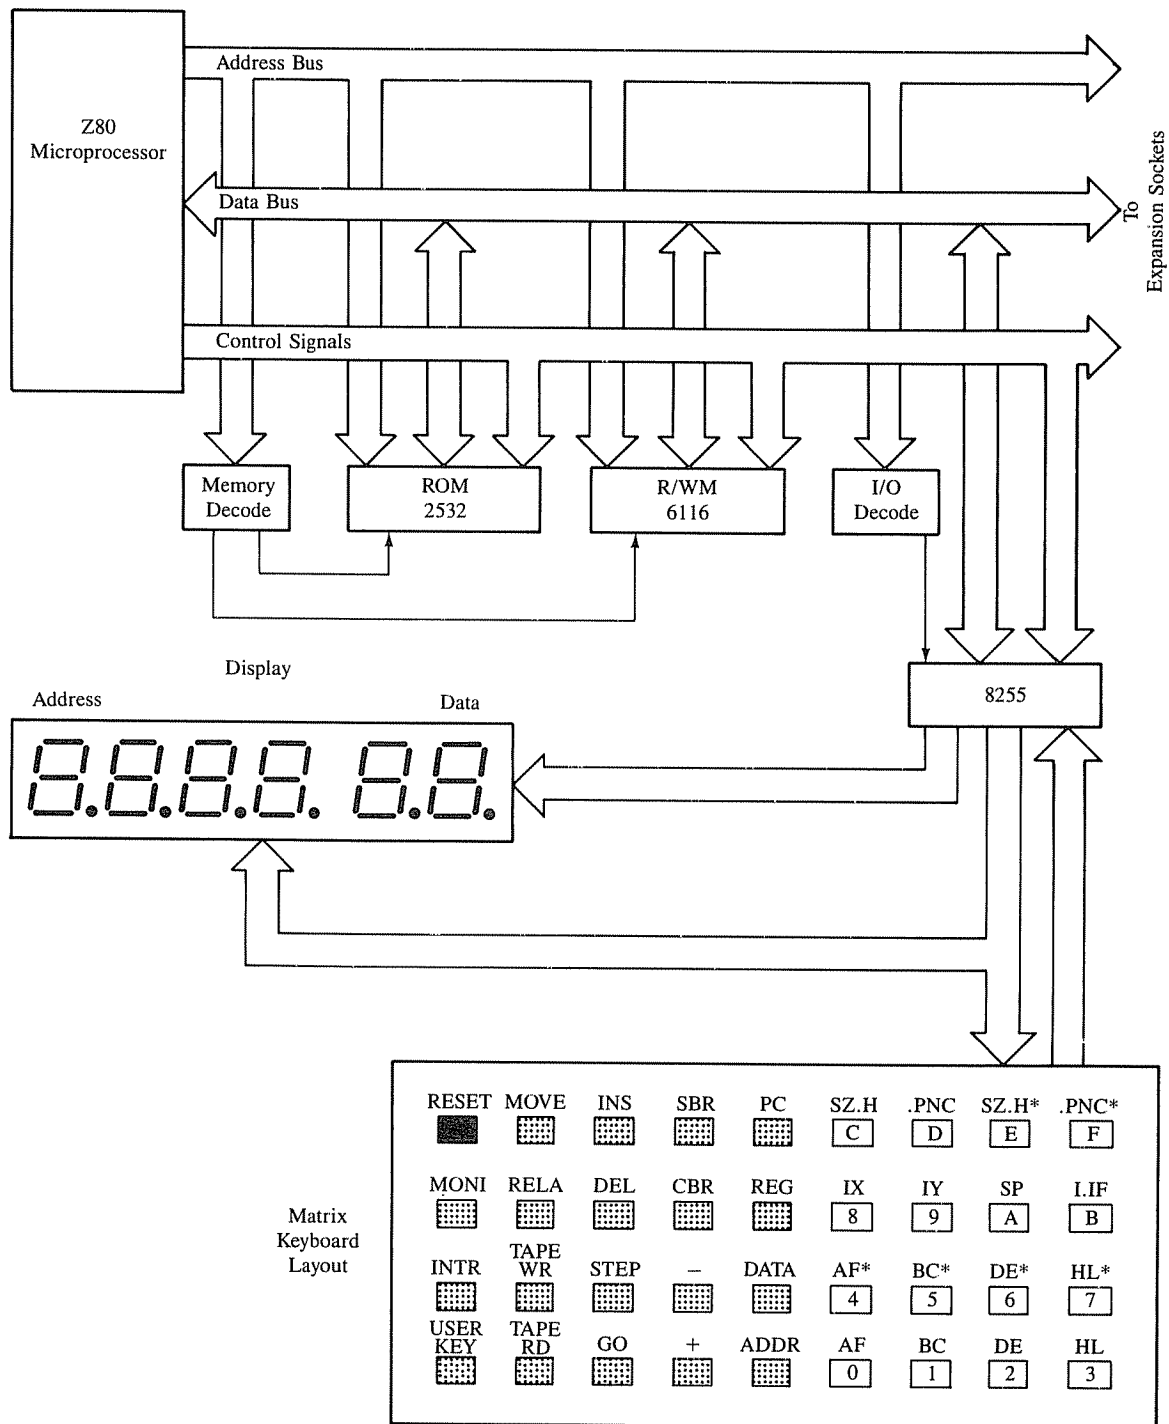 Address Bus
Z80
Microprocessor
Data Bus
To
Expansion Sockets
Control Signals
Memory
Decode
ROM
2532
R/WM
6116
I/O
Decode
Display
8255
Address
Data
RESET MOVE INS SBR PC SZ.H .PNC SZ.H* .PNC*
C D E F
MONI RELA DEL CBR REG IX IY SP I.IF
8 9 A B
Matrix
Keyboard
Layout
INTR TAPE WR STEP – DATA AF* BC* DE* HL*
4 5 6 7
USER KEY TAPE RD GO + ADDR AF BC DE HL
0 1 2 3